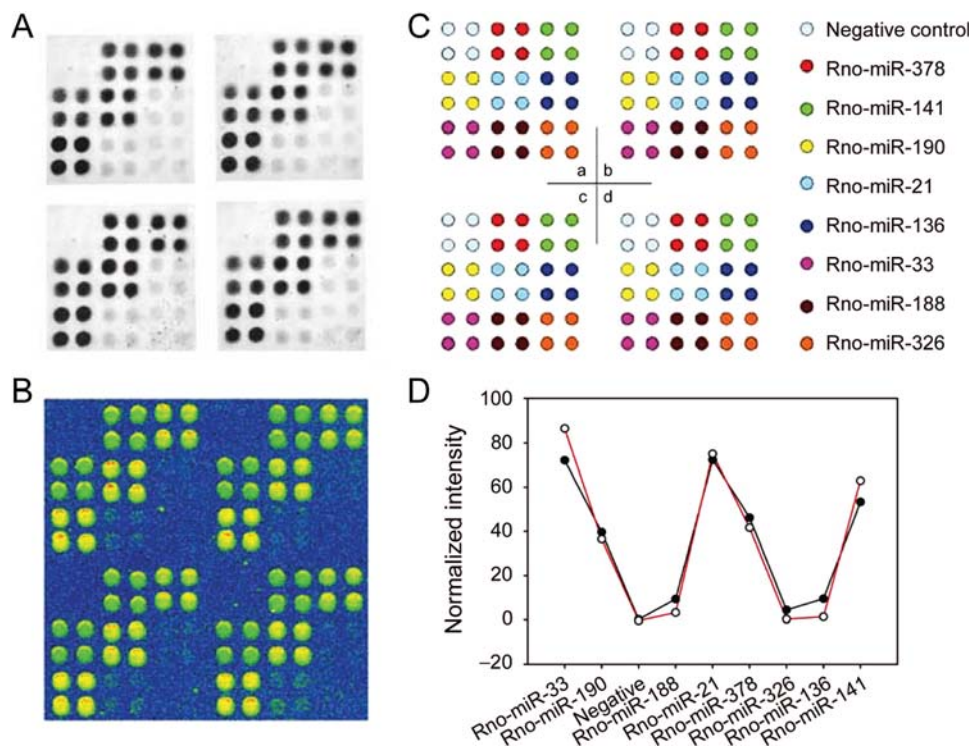 A
B
C
a b
c d
Negative control
Rno-miR-378
Rno-miR-141
Rno-miR-190
Rno-miR-21
Rno-miR-136
Rno-miR-33
Rno-miR-188
Rno-miR-326
D
Normalized intensity
100
80
60
40
20
0
–20
Rno-miR-33
Rno-miR-190
Negative
Rno-miR-188
Rno-miR-21
Rno-miR-378
Rno-miR-326
Rno-miR-136
Rno-miR-141